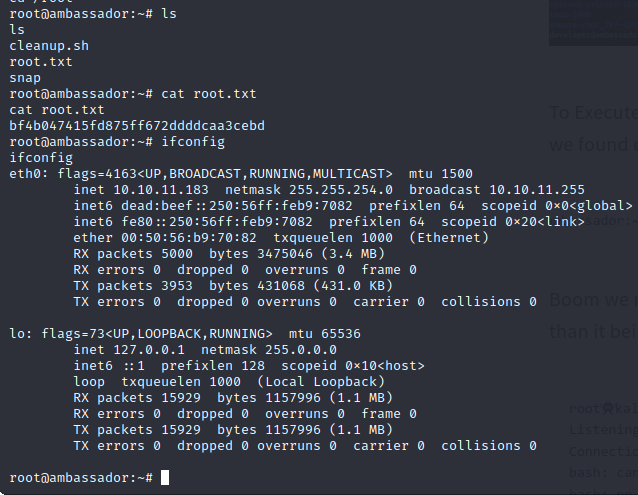 cd /root
root@ambassador:~# ls
ls
cleanup.sh
root.txt
snap
root@ambassador:~# cat root.txt
cat root.txt
bf4b047415fd875ff672ddddcaa3cebd
root@ambassador:~# ifconfig
ifconfig
eth0: flags=4163<UP,BROADCAST,RUNNING,MULTICAST>  mtu 1500
        inet 10.10.11.183  netmask 255.255.254.0  broadcast 10.10.11.255
        inet6 dead:beef::250:56ff:feb9:7082  prefixlen 64  scopeid 0×0<global>
        inet6 fe80::250:56ff:feb9:7082  prefixlen 64  scopeid 0×20<link>
        ether 00:50:56:b9:70:82  txqueuelen 1000  (Ethernet)
        RX packets 5000  bytes 3475046 (3.4 MB)
        RX errors 0  dropped 0  overruns 0  frame 0
        TX packets 3953  bytes 431068 (431.0 KB)
        TX errors 0  dropped 0 overruns 0  carrier 0  collisions 0
lo: flags=73<UP,LOOPBACK,RUNNING>  mtu 65536
        inet 127.0.0.1  netmask 255.0.0.0
        inet6 ::1  prefixlen 128  scopeid 0×10<host>
        loop  txqueuelen 1000  (Local Loopback)
        RX packets 15929  bytes 1157996 (1.1 MB)
        RX errors 0  dropped 0  overruns 0  frame 0
        TX packets 15929  bytes 1157996 (1.1 MB)
        TX errors 0  dropped 0 overruns 0  carrier 0  collisions 0
root@ambassador:~#
To Execute
we found
Boom we
than it bei
Listening
bash: